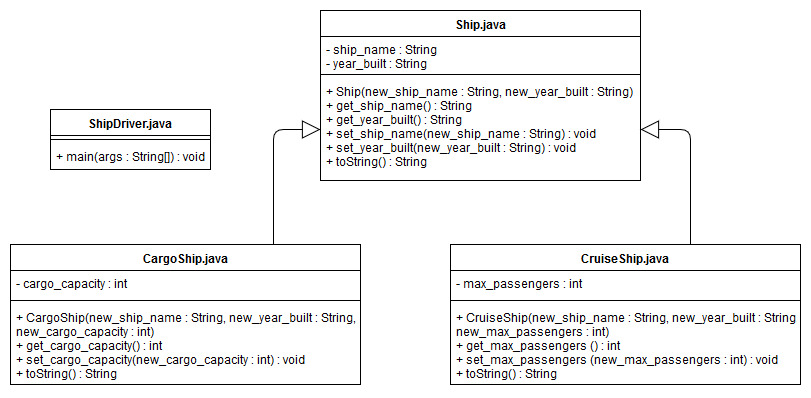 Ship.java
- ship_name : String
- year_built : String
+ Ship(new_ship_name : String, new_year_built : String)
+ get_ship_name() : String
+ get_year_built() : String
+ set_ship_name(new_ship_name : String) : void
+ set_year_built(new_year_built : String) : void
+ toString() : String
ShipDriver.java
+ main(args : String[]) : void
CargoShip.java
- cargo_capacity : int
+ CargoShip(new_ship_name : String, new_year_built : String,
new_cargo_capacity : int)
+ get_cargo_capacity() : int
+ set_cargo_capacity(new_cargo_capacity : int) : void
+ toString() : String
CruiseShip.java
- max_passengers : int
+ CruiseShip(new_ship_name : String, new_year_built : String
new_max_passengers : int)
+ get_max_passengers () : int
+ set_max_passengers (new_max_passengers : int) : void
+ toString() : String